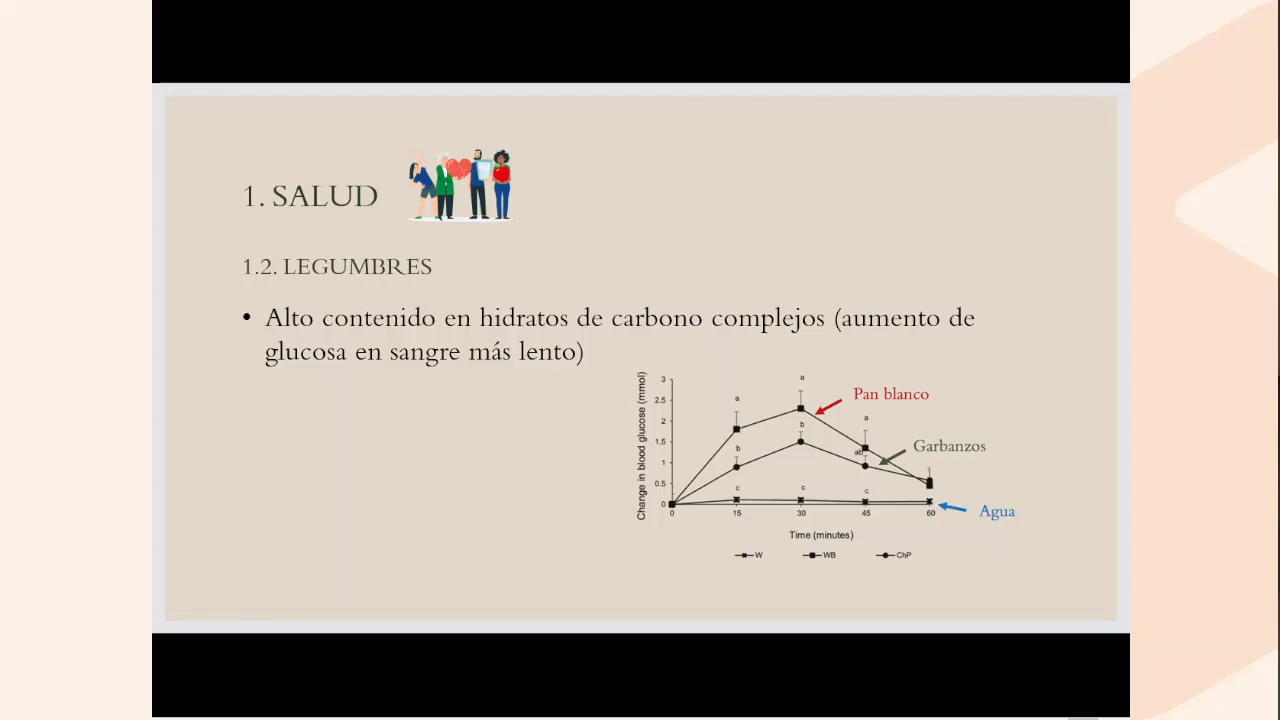 1. SALUD
1.2. LEGUMBRES
• Alto contenido en hidratos de carbono complejos (aumento de
glucosa en sangre más lento)
Change in blood glucose (mmol)
3
2.5
2
1.5
1
0.5
0
a
a
a
b
b
ab
c
c
c
Pan blanco
Garbanzos
Agua
0 15 30 45 60
Time (minutes)
W WB ChP